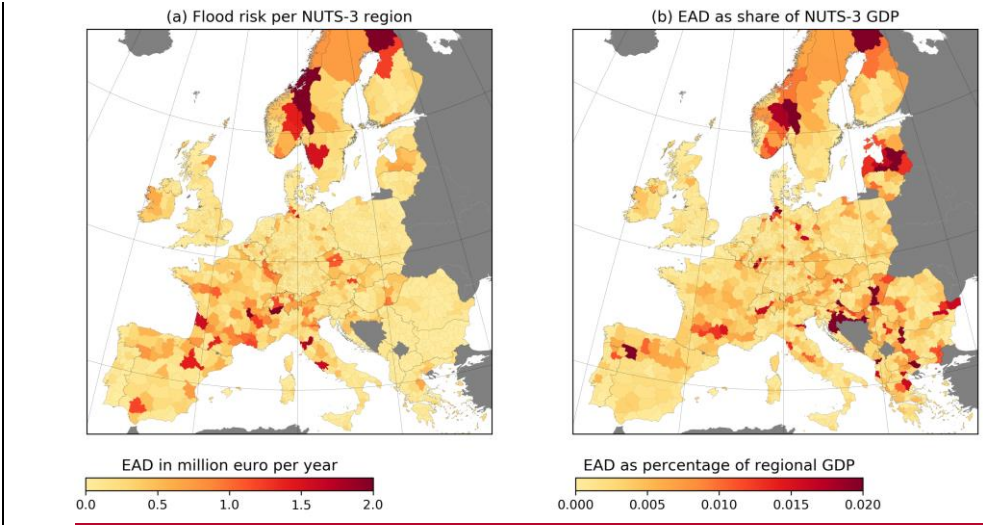 (a) Flood risk per NUTS-3 region
(b) EAD as share of NUTS-3 GDP
EAD in million euro per year
0.0 0.5 1.0 1.5 2.0
EAD as percentage of regional GDP
0.000 0.005 0.010 0.015 0.020